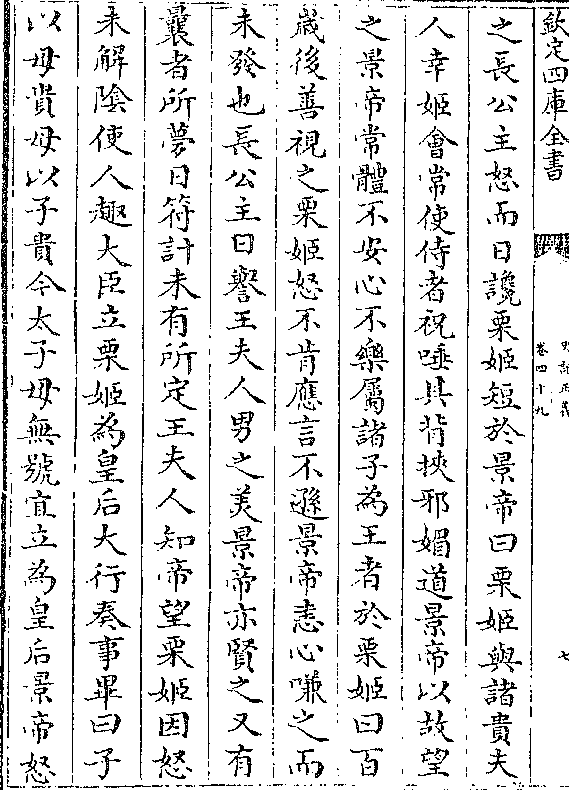 欽定四庫全書
史記正義
卷四十九
七
之長公主怒而日讒栗姬短於景帝曰栗姬與諸貴夫
人幸姬會常使侍者祝唾其背挾邪媚道景帝以故望
之景帝常體不安心不樂屬諸子為王者於栗姬曰百
嵗後善視之栗姬怒不肯應言不遜景帝恚心嗛之而
未發也長公主日譽王夫人男之美景帝亦賢之又有
曩者所夢日符計未有所定王夫人知帝望栗姬因怒
未解陰使人趣大臣立栗姬為皇后大行奏事畢曰子
以母貴母以子貴今太子母無號宜立為皇后景帝怒